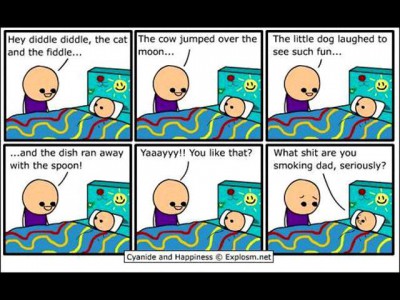 Hey diddle diddle, the cat
and the fiddle...
The cow jumped over the
moon...
The little dog laughed to
see such fun...
...and the dish ran away
with the spoon!
Yaaayyy!! You like that?
What shit are you
smoking dad, seriously?
Cyanide and Happiness © Explosm.net